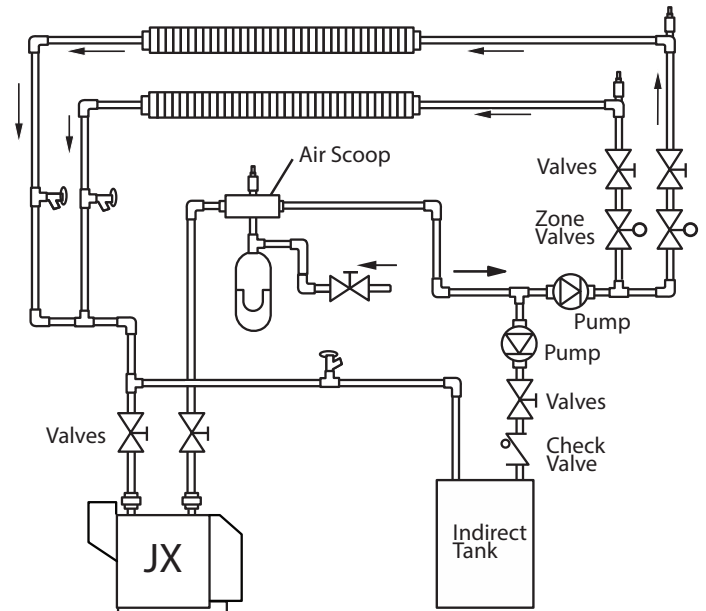 Air Scoop
Valves
Zone
Valves
Pump
Pump
Valves
Valves
Check
Valve
JX
Indirect
Tank